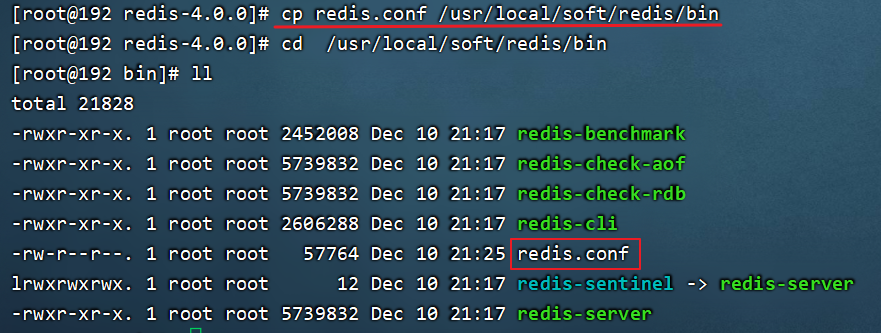 [root@192 redis-4.0.0]# cp redis.conf /usr/local/soft/redis/bin
[root@192 redis-4.0.0]# cd  /usr/local/soft/redis/bin
[root@192 bin]# ll
total 21828
-rwxr-xr-x. 1 root root 2452008 Dec 10 21:17 redis-benchmark
-rwxr-xr-x. 1 root root 5739832 Dec 10 21:17 redis-check-aof
-rwxr-xr-x. 1 root root 5739832 Dec 10 21:17 redis-check-rdb
-rwxr-xr-x. 1 root root 2606288 Dec 10 21:17 redis-cli
-rw-r--r--. 1 root root   57764 Dec 10 21:25 redis.conf
lrwxrwxrwx. 1 root root      12 Dec 10 21:17 redis-sentinel -> redis-server
-rwxr-xr-x. 1 root root 5739832 Dec 10 21:17 redis-server